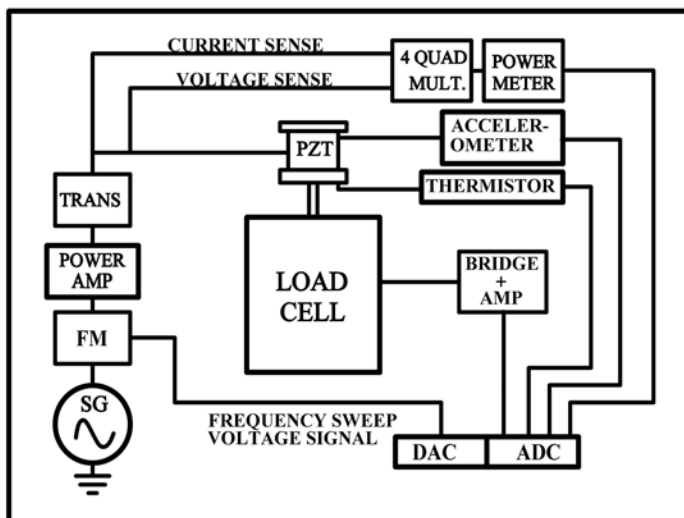 CURRENT SENSE
4 QUAD
MULT.
POWER
METER
VOLTAGE SENSE
PZT
ACCELER-
OMETER
THERMISTOR
TRANS
POWER
AMP
LOAD
CELL
BRIDGE
+
AMP
FM
SG
FREQUENCY SWEEP
VOLTAGE SIGNAL
DAC
ADC